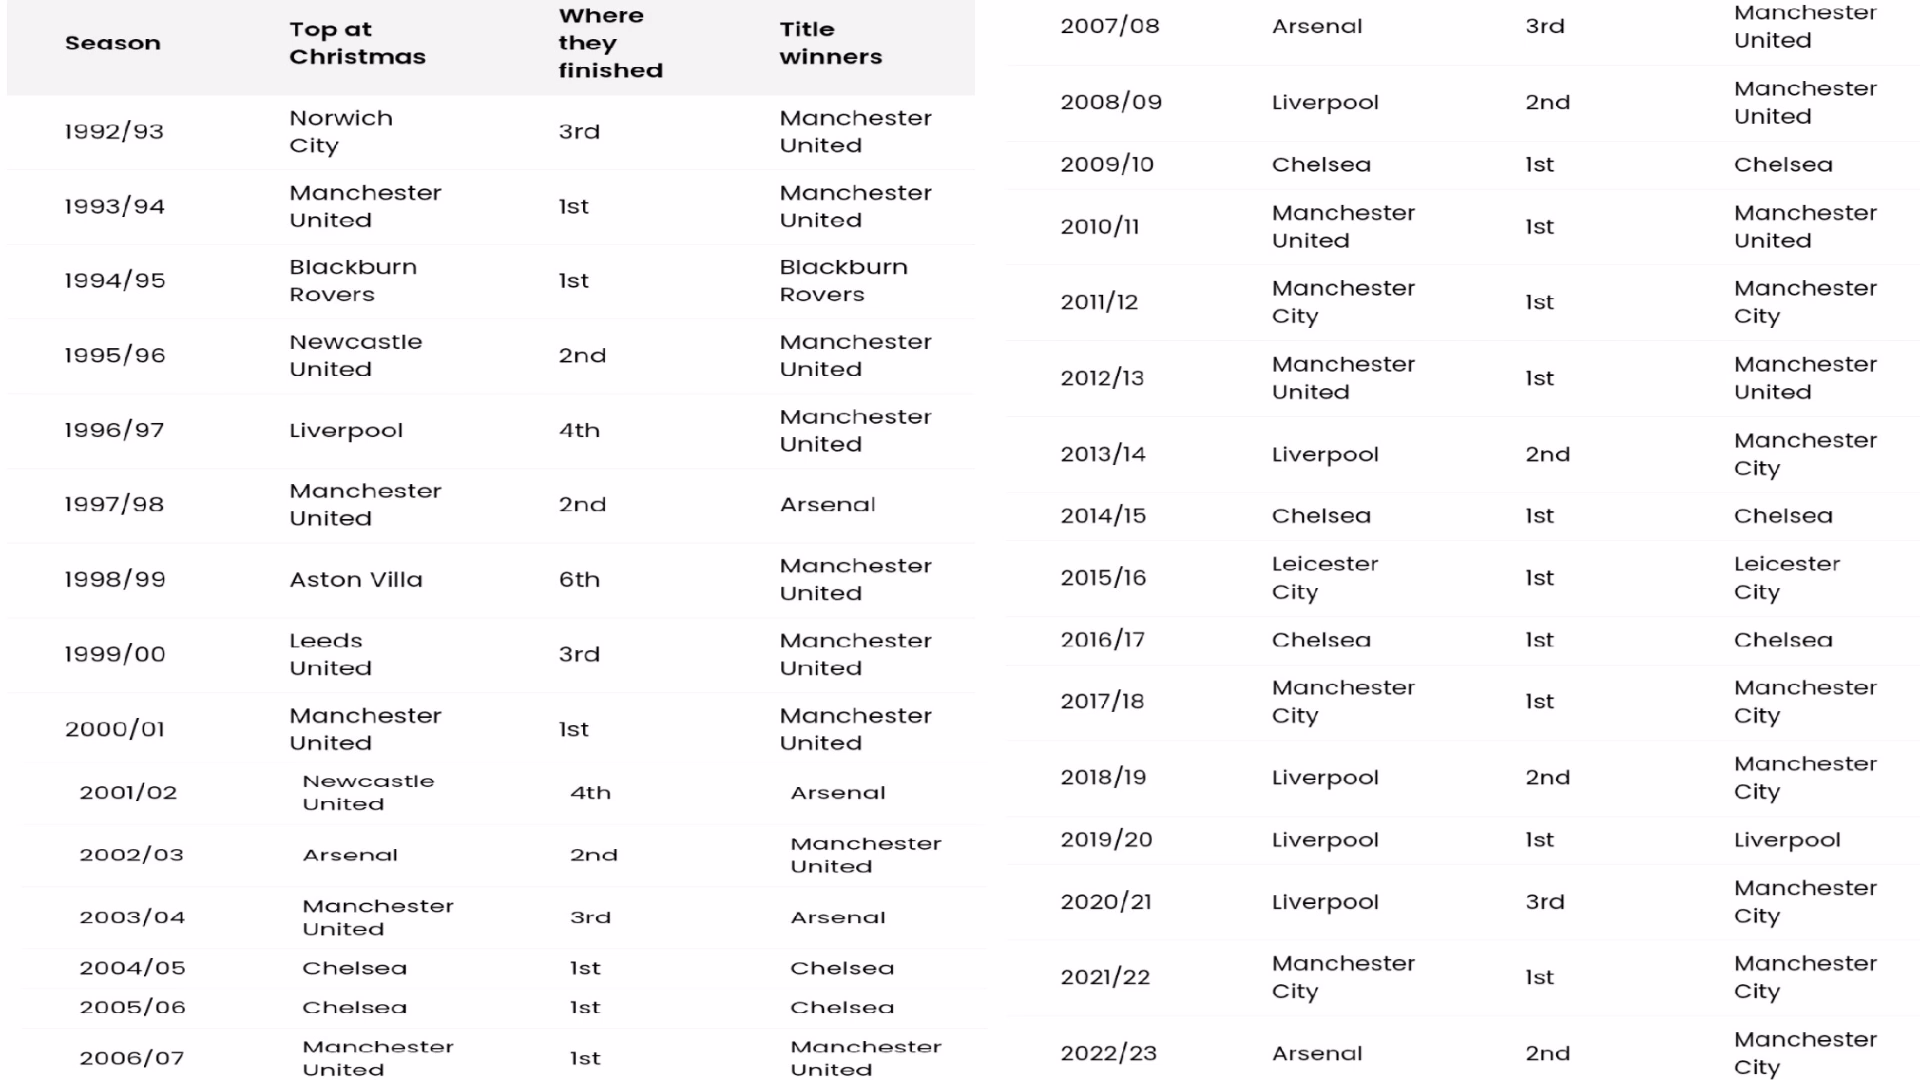 Season Top at Christmas Where they finished Title winners
1992/93 Norwich City 3rd Manchester United
1993/94 Manchester United 1st Manchester United
1994/95 Blackburn Rovers 1st Blackburn Rovers
1995/96 Newcastle United 2nd Manchester United
1996/97 Liverpool 4th Manchester United
1997/98 Manchester United 2nd Arsenal
1998/99 Aston Villa 6th Manchester United
1999/00 Leeds United 3rd Manchester United
2000/01 Manchester United 1st Manchester United
2001/02 Newcastle United 4th Arsenal
2002/03 Arsenal 2nd Manchester United
2003/04 Manchester United 3rd Arsenal
2004/05 Chelsea 1st Chelsea
2005/06 Chelsea 1st Chelsea
2006/07 Manchester United 1st Manchester United
2007/08 Arsenal 3rd Manchester United
2008/09 Liverpool 2nd Manchester United
2009/10 Chelsea 1st Chelsea
2010/11 Manchester United 1st Manchester United
2011/12 Manchester City 1st Manchester City
2012/13 Manchester United 1st Manchester United
2013/14 Liverpool 2nd Manchester City
2014/15 Chelsea 1st Chelsea
2015/16 Leicester City 1st Leicester City
2016/17 Chelsea 1st Chelsea
2017/18 Manchester City 1st Manchester City
2018/19 Liverpool 2nd Manchester City
2019/20 Liverpool 1st Liverpool
2020/21 Liverpool 3rd Manchester City
2021/22 Manchester City 1st Manchester City
2022/23 Arsenal 2nd Manchester City